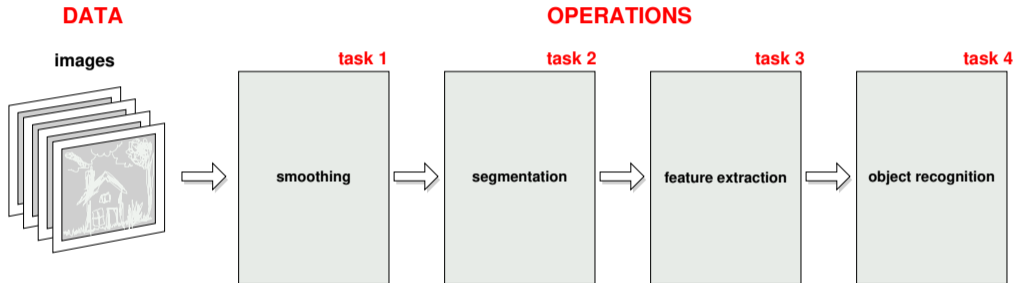 DATA
OPERATIONS
images
task 1
task 2
task 3
task 4
smoothing
segmentation
feature extraction
object recognition